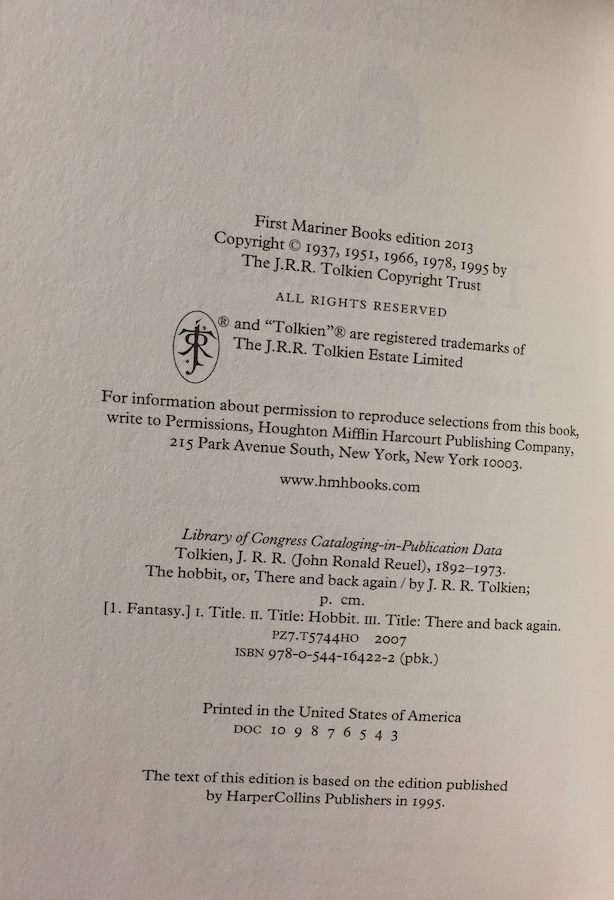 First Mariner Books edition 2013
Copyright © 1937, 1951, 1966, 1978, 1995 by
The J.R.R. Tolkien Copyright Trust
ALL RIGHTS RESERVED
® and “Tolkien”® are registered trademarks of
The J.R.R. Tolkien Estate Limited
For information about permission to reproduce selections from this book,
write to Permissions, Houghton Mifflin Harcourt Publishing Company,
215 Park Avenue South, New York, New York 10003.
www.hmhbooks.com
Library of Congress Cataloging-in-Publication Data
Tolkien, J. R. R. (John Ronald Reuel), 1892–1973.
The hobbit, or, There and back again / by J. R. R. Tolkien;
p. cm.
[1. Fantasy.] I. Title. II. Title: Hobbit. III. Title: There and back again.
PZ7.T5744HO 2007
ISBN 978-0-544-16422-2 (pbk.)
Printed in the United States of America
DOC 10 9 8 7 6 5 4 3
The text of this edition is based on the edition published
by HarperCollins Publishers in 1995.